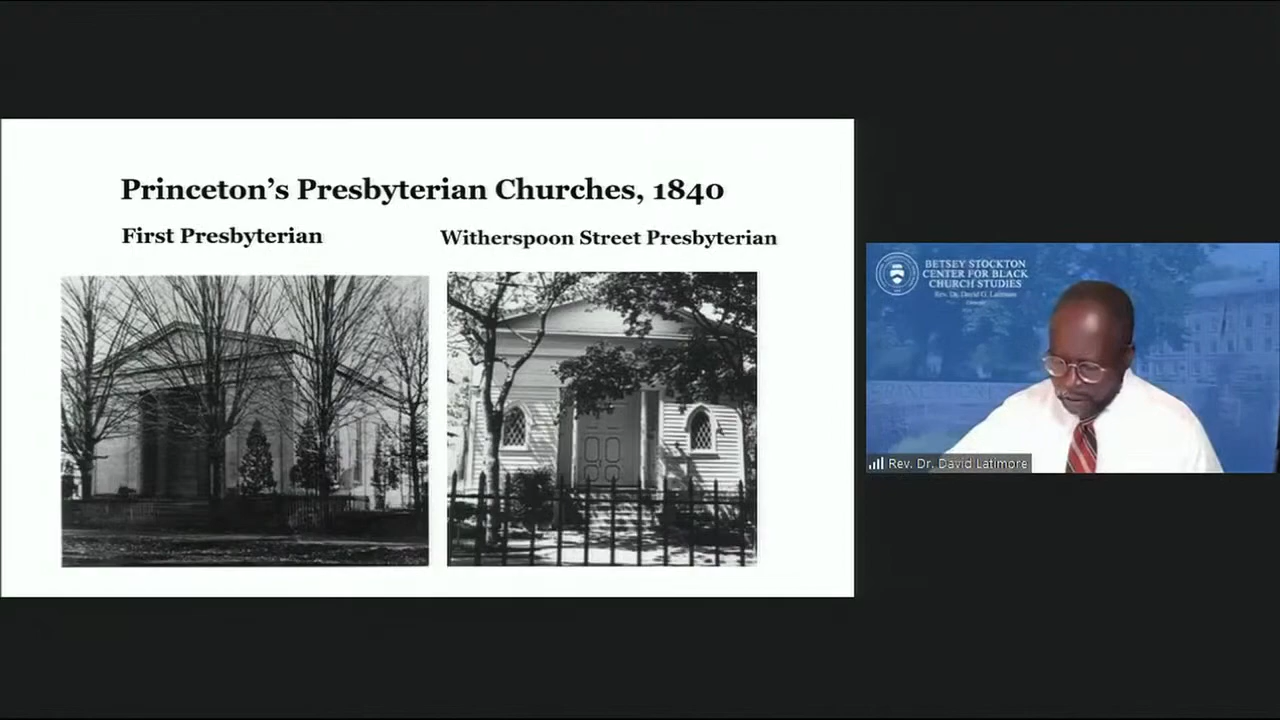 Princeton’s Presbyterian Churches, 1840
First Presbyterian
Witherspoon Street Presbyterian
BETSEY STOCKTON
CENTER FOR BLACK
CHURCH STUDIES
Rev. Dr. David G. Latimore
Rev. Dr. David Latimore